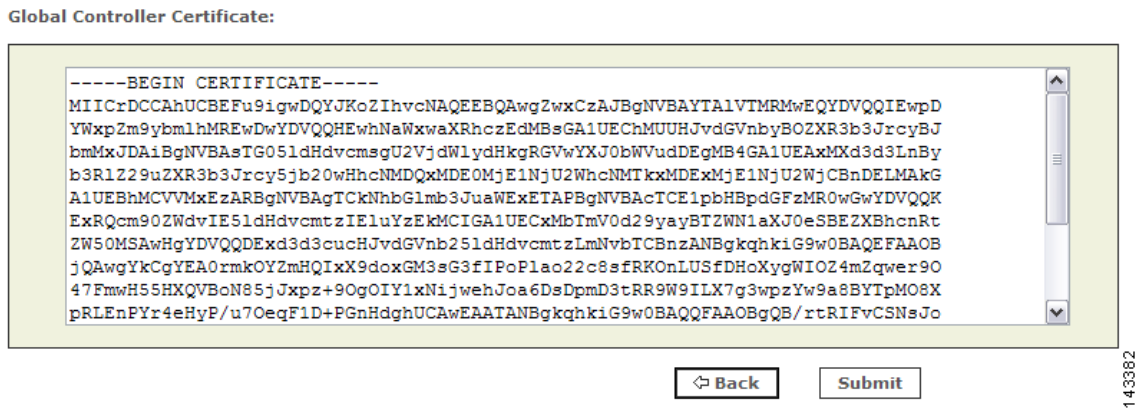 Global Controller Certificate:
-----BEGIN CERTIFICATE-----
MIICrDCCAhUCBEFu9igwDQYJKoZIhvcNAQEEBQAwgZwxCzAJBgNVBAYTAlVTMRMwEQYDVQQIEwpD
YWxpZm9ybmlhMREwDwYDVQQHEwhNaWxwaXRhczEdMBsGA1UEChMUUHJvdGVnbyBOZXR3b3JrcyBJ
bmMxJDAiBgNVBAsTG05ldHdvcmsgU2VjdWlydHkgRGVwYXJ0bWVudDEgMB4GA1UEAxMXd3d3LnBy
b3RlZ29uZXR3b3Jrcy5jb20wHhcNMDQxMDE0MjE1NjU2WhcNMTkxMDExMjE1NjU2WjCBnDELMAkG
A1UEBhMCVVMxEzARBgNVBAgTCkNhbGlmb3JuaWExETAPBgNVBAcTCE1pbHBpdGFzMR0wGwYDVQQK
ExRQcm90ZWdvIE5ldHdvcmtzIEluYzEkMCIGA1UECxMbTmV0d29yayBTZWN1aXJ0eSBEZXBhcnRt
ZW50MSAwHgYDVQQDExd3d3cucHJvdGVnb25ldHdvcmtzLmNvbTCBnzANBgkqhkiG9w0BAQEFAAOB
jQAwgYkCgYEA0rmkOYZmHQIxX9doxGM3sG3fIPoPlao22c8sfRKOnLUSfDHoXygWIOZ4mZqwer9O
47FmwH55HXQVBoN85jJxpz+9OgOIY1xNijwehJoa6DsDpmD3tRR9W9ILX7g3wpzYw9a8BYTpMO8X
pRLEnPYr4eHyP/u7OeqF1D+PGnHdghUCAwEAATANBgkqhkiG9w0BAQQFAAOBgQB/rtRIFvCSNsJo
Back Submit
143382